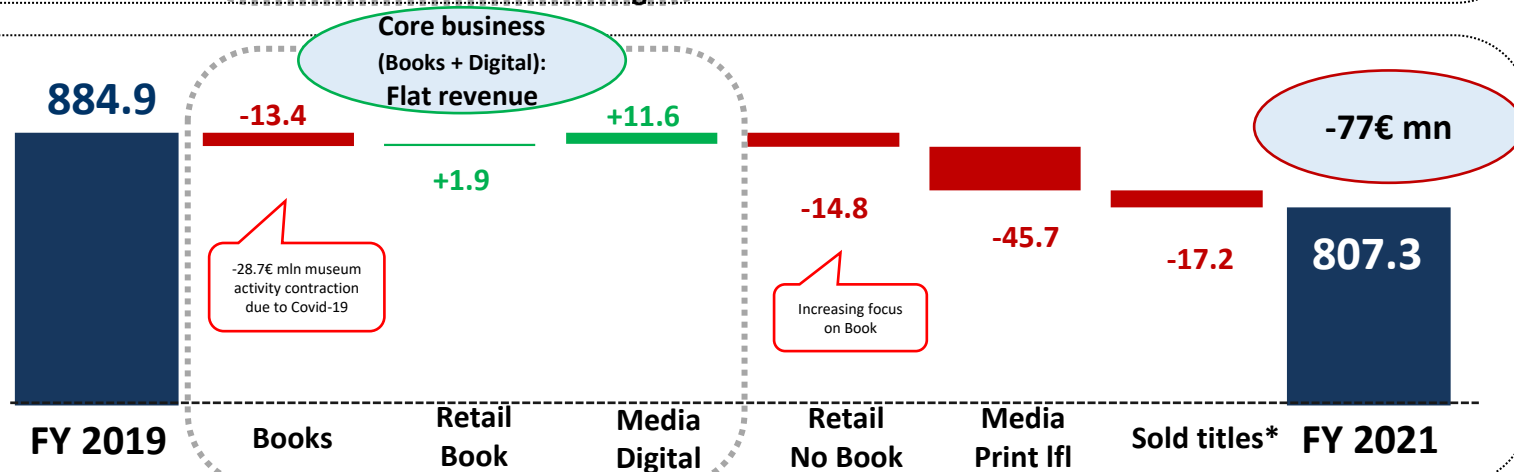 Core business
(Books + Digital):
Flat revenue
884.9
-13.4
+1.9
+11.6
-14.8
-45.7
-17.2
-77€ mn
807.3
-28.7€ mln museum
activity contraction
due to Covid-19
Increasing focus
on Book
FY 2019
Books
Retail
Book
Media
Digital
Retail
No Book
Media
Print lfl
Sold titles*
FY 2021